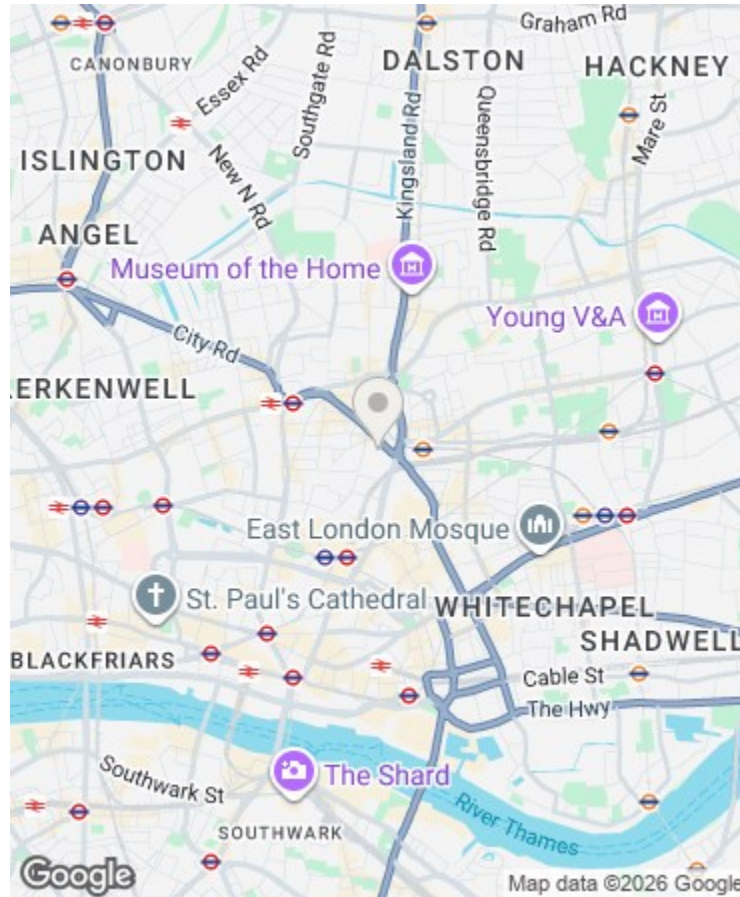 Graham Rd
DALSTON
CANONBURY
HACKNEY
Essex Rd
Southgate Rd
Kingsland Rd
Queensbridge Rd
Mare St
ISLINGTON
New N Rd
ANGEL
Museum of the Home
Young V&A
City Rd
LERKENWELL
East London Mosque
St. Paul's Cathedral
WHITECHAPEL
SHADWELL
BLACKFRIARS
Cable St
The Hwy
Southwark St
The Shard
River Thames
SOUTHWARK
Google
Map data ©2026 Google